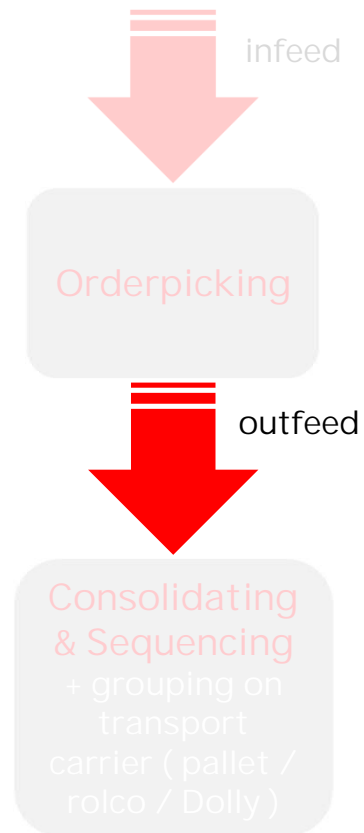 infeed
Orderpicking
outfeed
Consolidating
& Sequencing
+ grouping on
transport
carrier ( pallet /
rolco / Dolly )